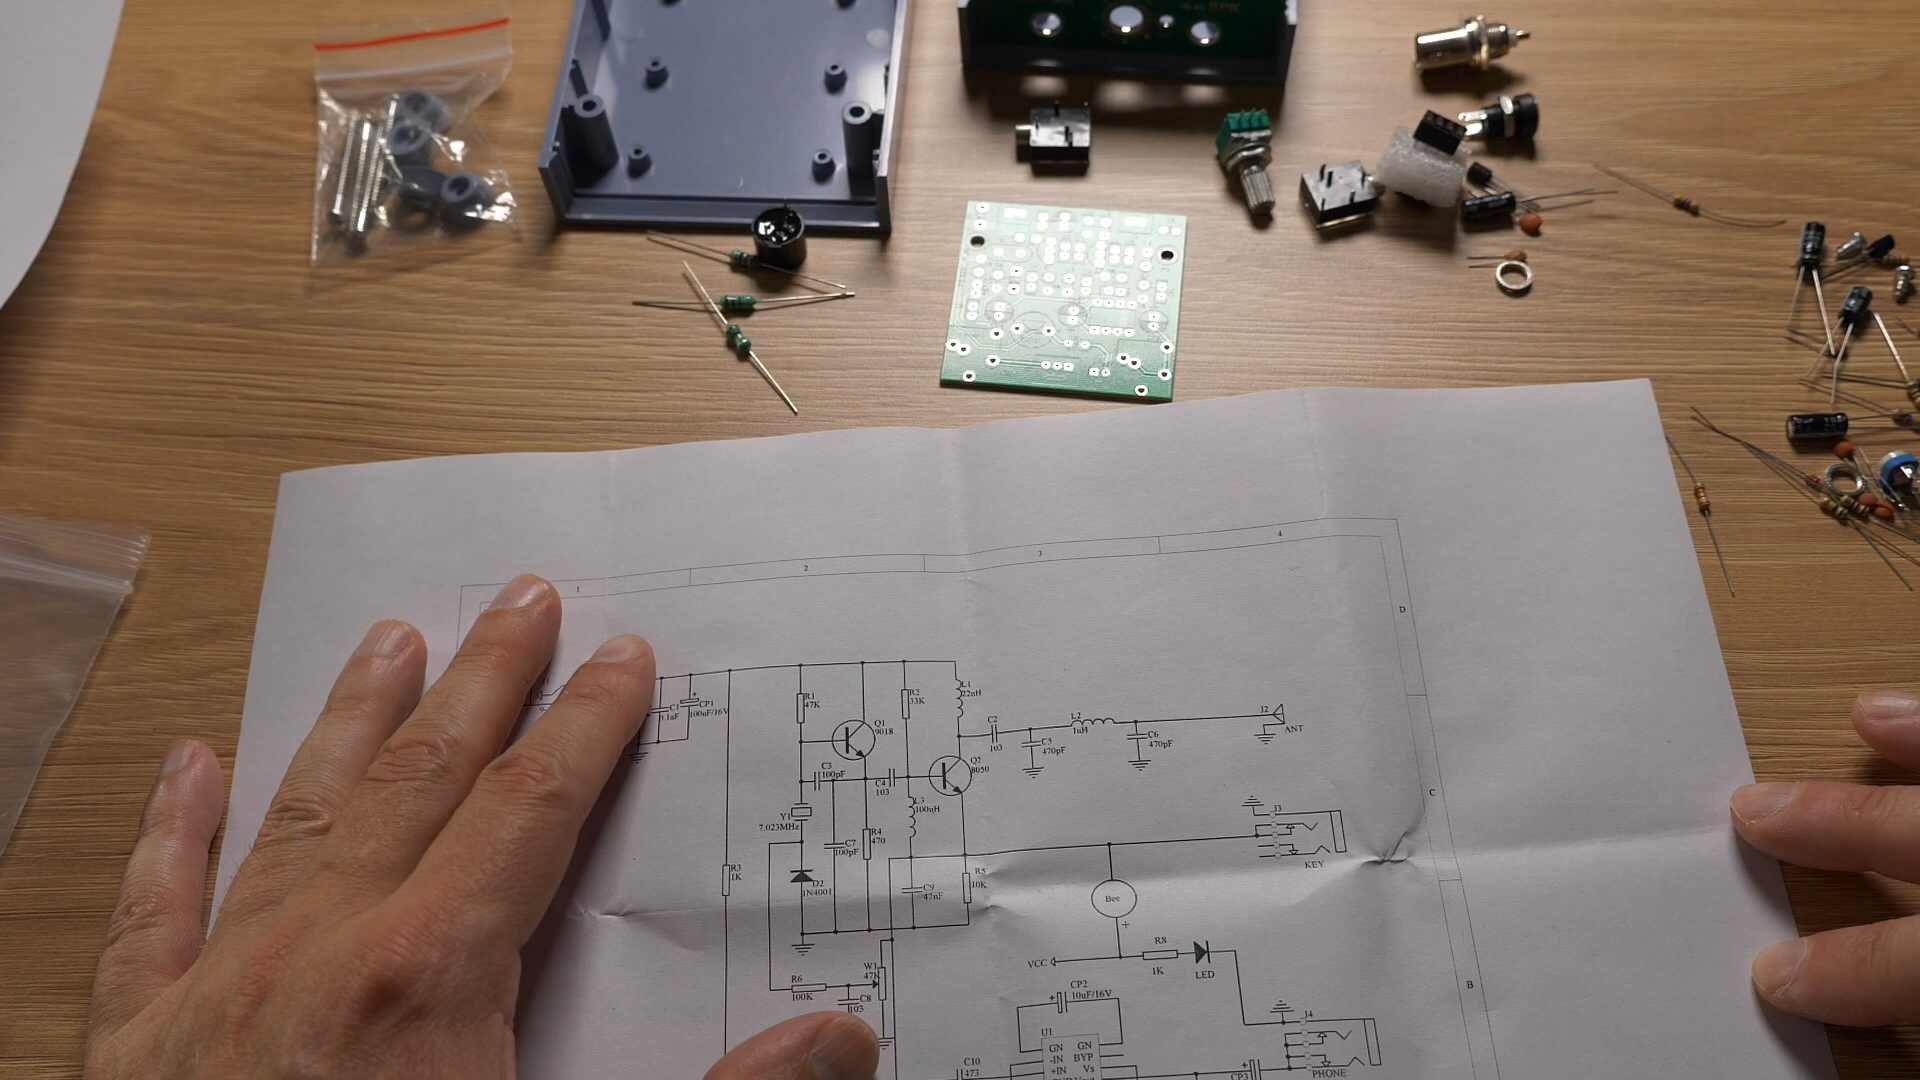 SPK
1
2
3
4
D
C
B
C1
0.1uF
CP1
100uF/16V
R1
47K
Q1
9018
R2
33K
L1
22uH
C2
103
C5
470pF
L2
1uH
C6
470pF
J2
ANT
C3
100pF
C4
103
Q2
8050
Y1
7.023MHz
L3
100uH
C7
100pF
R4
470
R3
1K
D2
1N4001
C9
47nF
R5
10K
J3
KEY
Bee
+
VCC
R8
1K
LED
R6
100K
W1
47K
C8
103
CP2
10uF/16V
+
U1
GN GN
-IN BYP
+IN Vs
C10
473
+
CP3
J4
PHONE